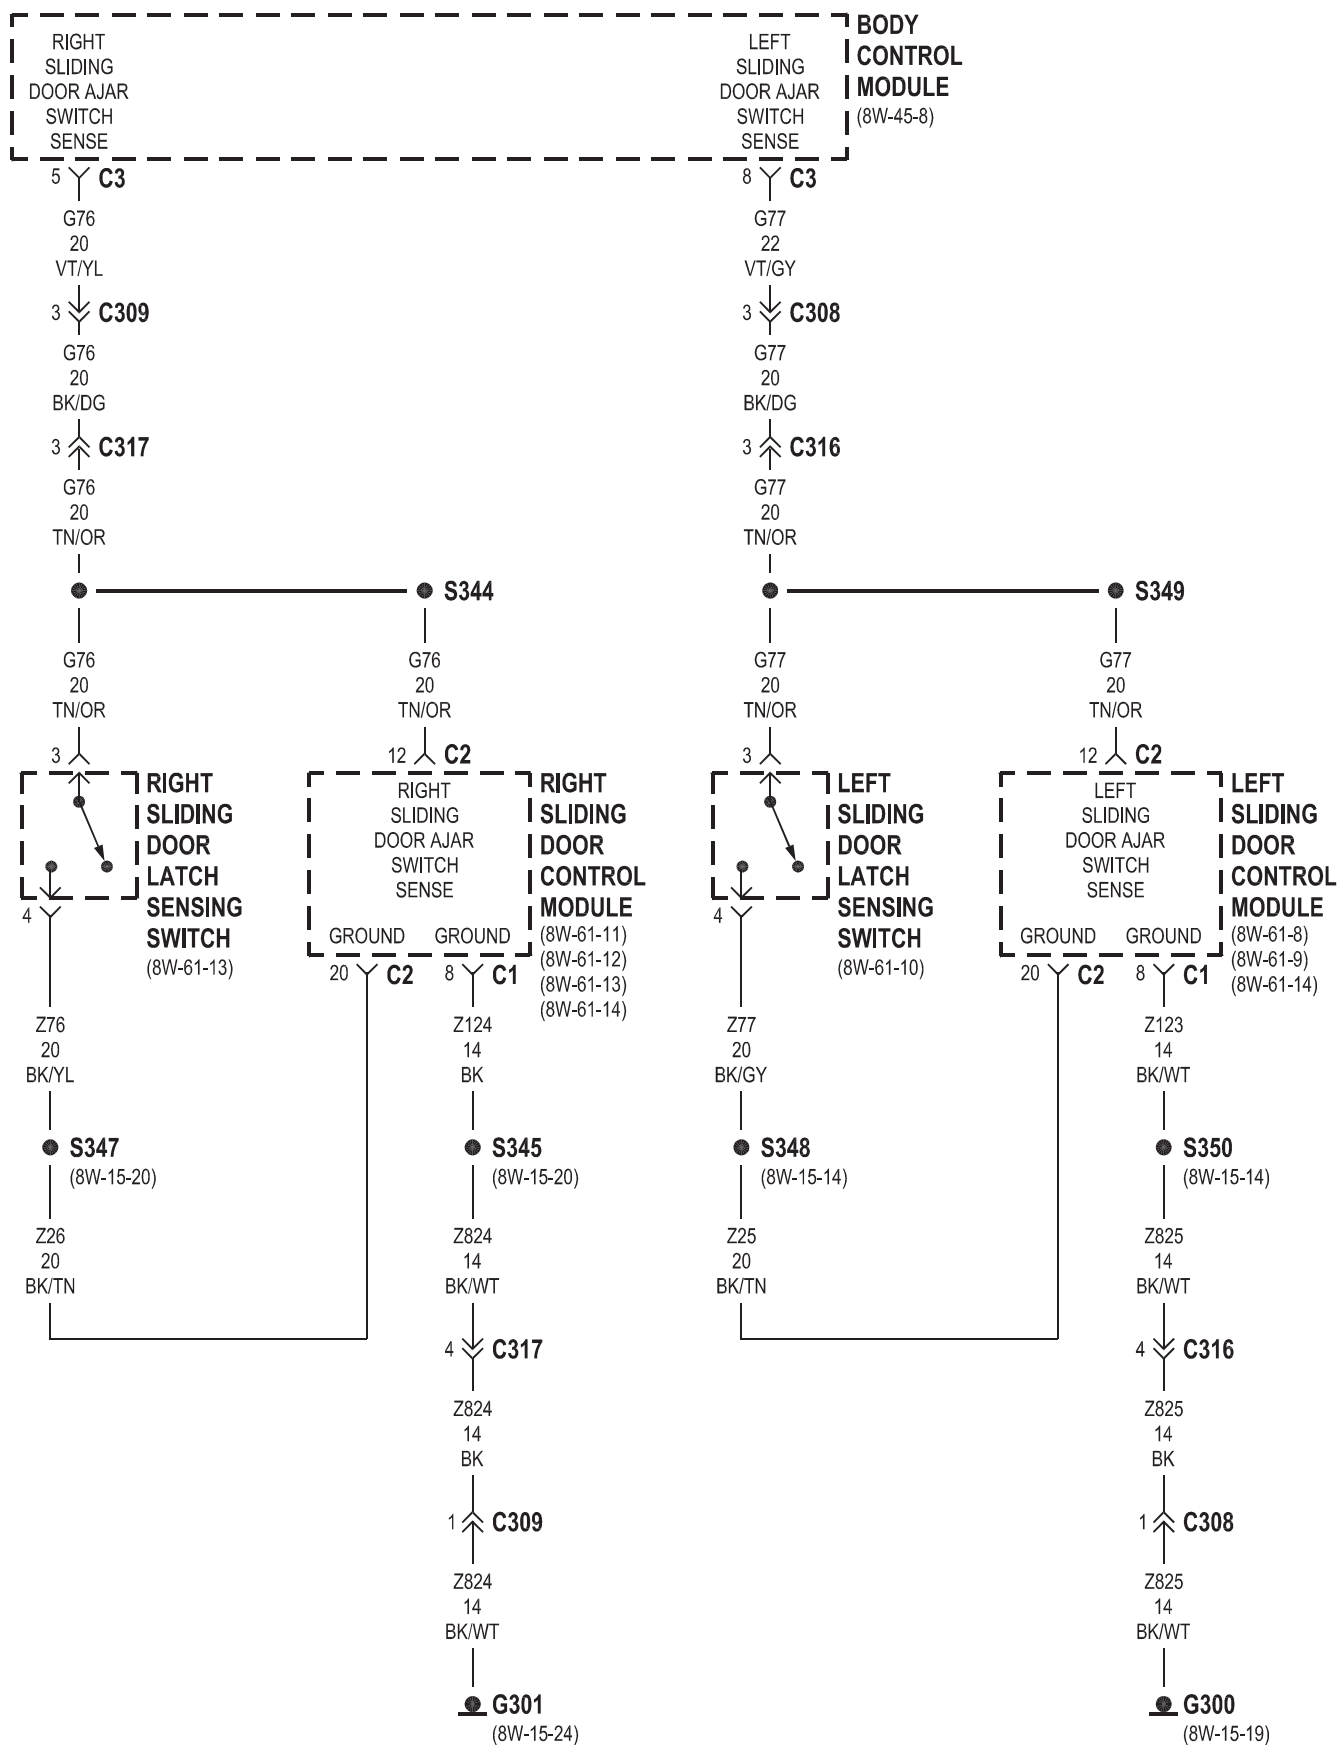 RIGHT
SLIDING
DOOR AJAR
SWITCH
SENSE
LEFT
SLIDING
DOOR AJAR
SWITCH
SENSE
BODY
CONTROL
MODULE
(8W-45-8)
5 C3
G76
20
VT/YL
3 C309
G76
20
BK/DG
3 C317
G76
20
TN/OR
S344
G76
20
TN/OR
3
G76
20
TN/OR
12 C2
RIGHT
SLIDING
DOOR
LATCH
SENSING
SWITCH
(8W-61-13)
4
RIGHT
SLIDING
DOOR AJAR
SWITCH
SENSE
GROUND GROUND
RIGHT
SLIDING
DOOR
CONTROL
MODULE
(8W-61-11)
(8W-61-12)
(8W-61-13)
(8W-61-14)
20 C2
8 C1
Z76
20
BK/YL
S347
(8W-15-20)
Z26
20
BK/TN
Z124
14
BK
S345
(8W-15-20)
Z824
14
BK/WT
4 C317
Z824
14
BK
1 C309
Z824
14
BK/WT
G301
(8W-15-24)
8 C3
G77
22
VT/GY
3 C308
G77
20
BK/DG
3 C316
G77
20
TN/OR
S349
G77
20
TN/OR
3
G77
20
TN/OR
12 C2
LEFT
SLIDING
DOOR
LATCH
SENSING
SWITCH
(8W-61-10)
4
LEFT
SLIDING
DOOR AJAR
SWITCH
SENSE
GROUND GROUND
LEFT
SLIDING
DOOR
CONTROL
MODULE
(8W-61-8)
(8W-61-9)
(8W-61-14)
20 C2
8 C1
Z77
20
BK/GY
S348
(8W-15-14)
Z25
20
BK/TN
Z123
14
BK/WT
S350
(8W-15-14)
Z825
14
BK/WT
4 C316
Z825
14
BK
1 C308
Z825
14
BK/WT
G300
(8W-15-19)